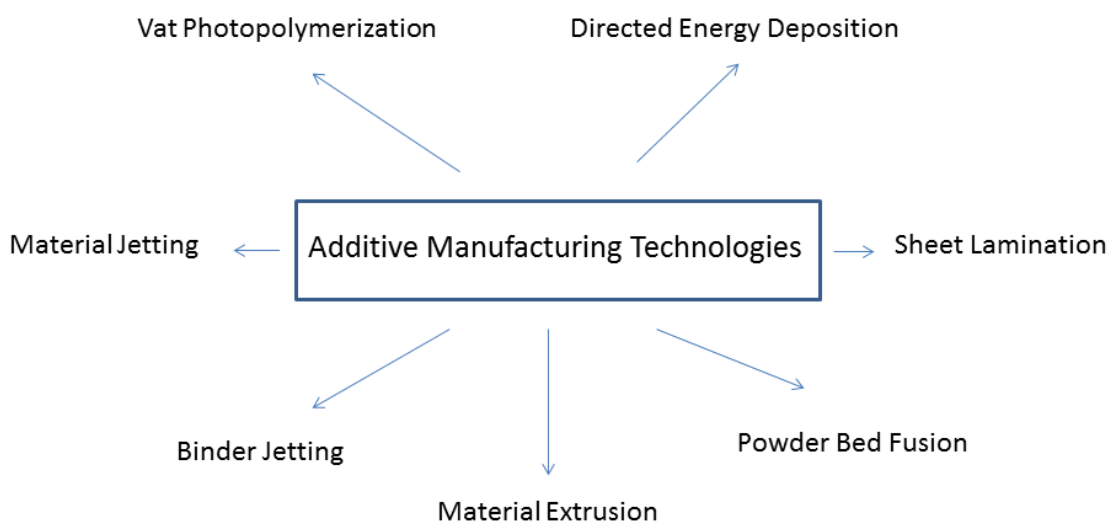 Vat Photopolymerization
Directed Energy Deposition
Material Jetting
Additive Manufacturing Technologies
Sheet Lamination
Binder Jetting
Powder Bed Fusion
Material Extrusion